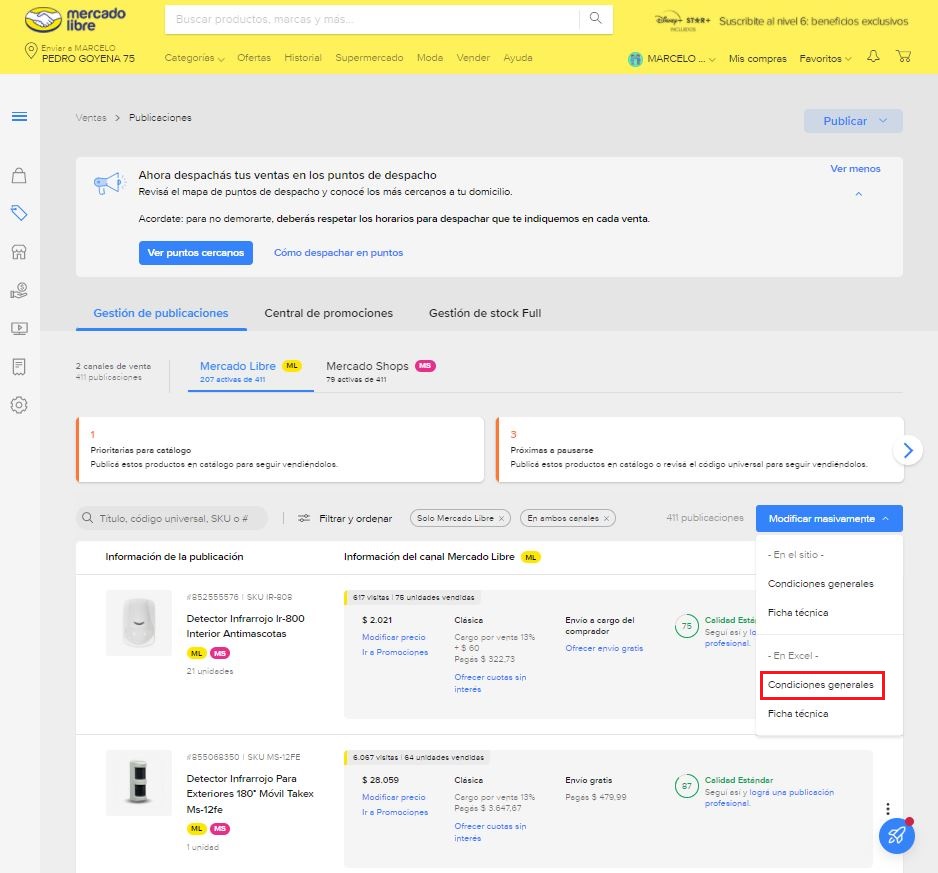 mercado
libre
Buscar productos, marcas y más...
Disney+ STAR+
INCLUIDOS
Suscribite al nivel 6: beneficios exclusivos
Enviar a MARCELO
PEDRO GOYENA 75
Categorías
Ofertas
Historial
Supermercado
Moda
Vender
Ayuda
MARCELO ...
Mis compras
Favoritos
Ventas > Publicaciones
Publicar
Ahora despachás tus ventas en los puntos de despacho
Ver menos
Revisá el mapa de puntos de despacho y conocé los más cercanos a tu domicilio.
Acordate: para no demorarte, deberás respetar los horarios para despachar que te indiquemos en cada venta.
Ver puntos cercanos
Cómo despachar en puntos
Gestión de publicaciones
Central de promociones
Gestión de stock Full
2 canales de venta
411 publicaciones
Mercado Libre ML
207 activas de 411
Mercado Shops MS
79 activas de 411
1
Prioritarias para catálogo
Publicá estos productos en catálogo para seguir vendiéndolos.
3
Próximas a pausarse
Publicá estos productos en catálogo o revisá el código universal para seguir vendiéndolos.
Título, código universal, SKU o #
Filtrar y ordenar
Solo Mercado Libre ×
En ambos canales ×
411 publicaciones
Modificar masivamente
- En el sitio -
Condiciones generales
Ficha técnica
- En Excel -
Condiciones generales
Ficha técnica
Información de la publicación
Información del canal Mercado Libre ML
#852555576 | SKU IR-808
Detector Infrarrojo Ir-800
Interior Antimascotas
ML MS
21 unidades
617 visitas | 75 unidades vendidas
$ 2.021
Modificar precio
Ir a Promociones
Clásica
Cargo por venta 13%
+ $ 60
Pagás $ 322,73
Ofrecer cuotas sin
interés
Envío a cargo del
comprador
Ofrecer envío gratis
75
Calidad Está
Seguí así y lo
profesional.
#855068350 | SKU MS-12FE
Detector Infrarrojo Para
Exteriores 180° Móvil Takex
Ms-12fe
ML MS
1 unidad
6.067 visitas | 64 unidades vendidas
$ 28.059
Modificar precio
Ir a Promociones
Clásica
Cargo por venta 13%
Pagás $ 3.647,67
Ofrecer cuotas sin
interés
Envío gratis
Pagás $ 479,99
87
Calidad Estándar
Seguí así y lográ una publicación
profesional.